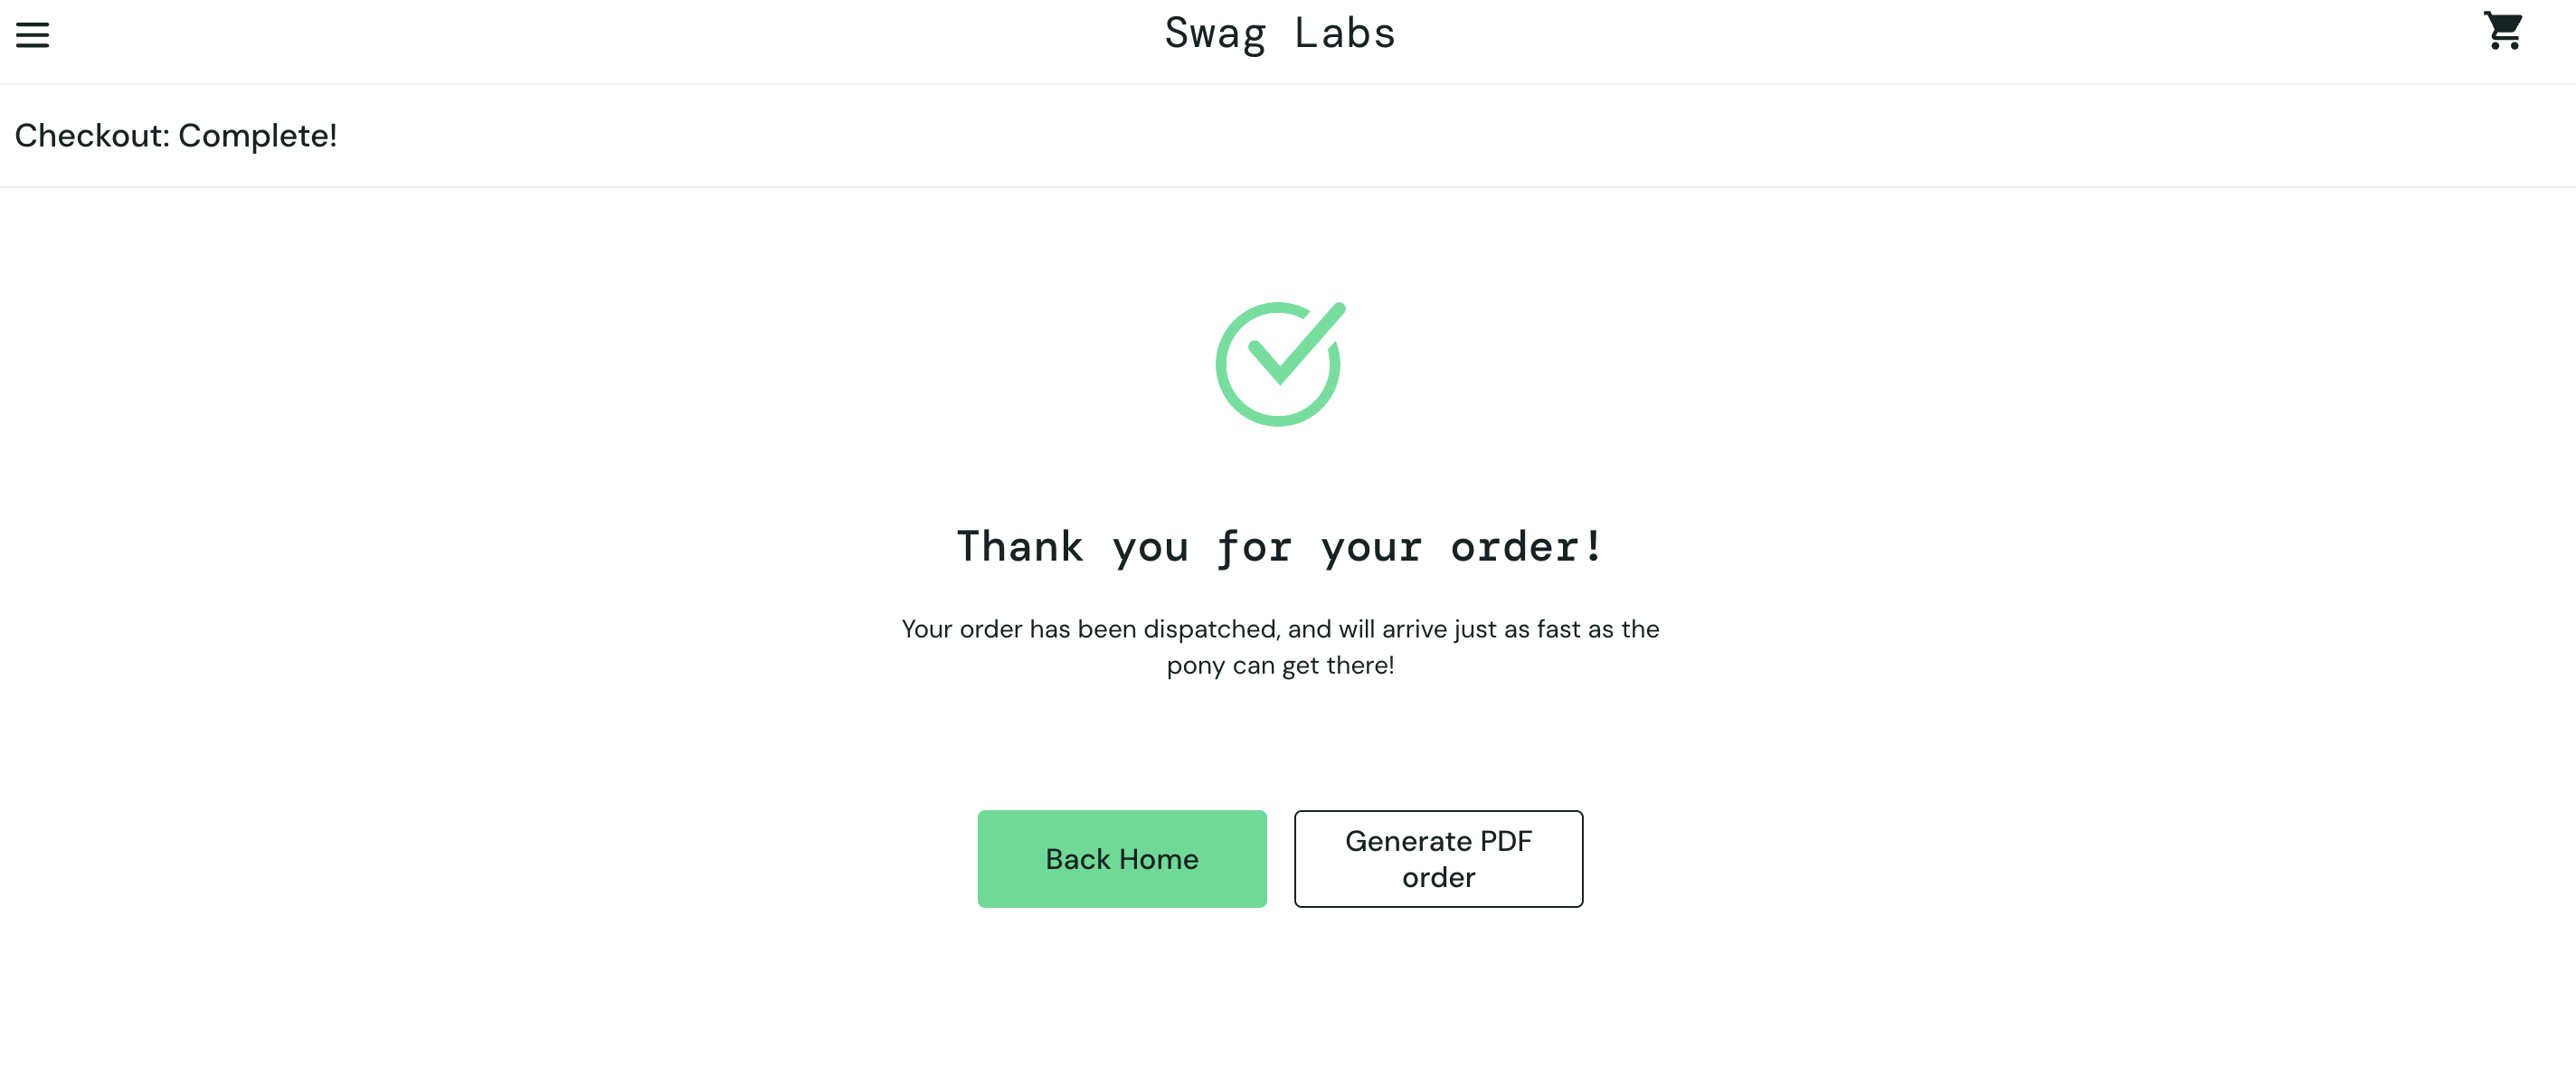 Swag Labs
Checkout: Complete!
Thank you for your order!
Your order has been dispatched, and will arrive just as fast as the
pony can get there!
Back Home
Generate PDF
order